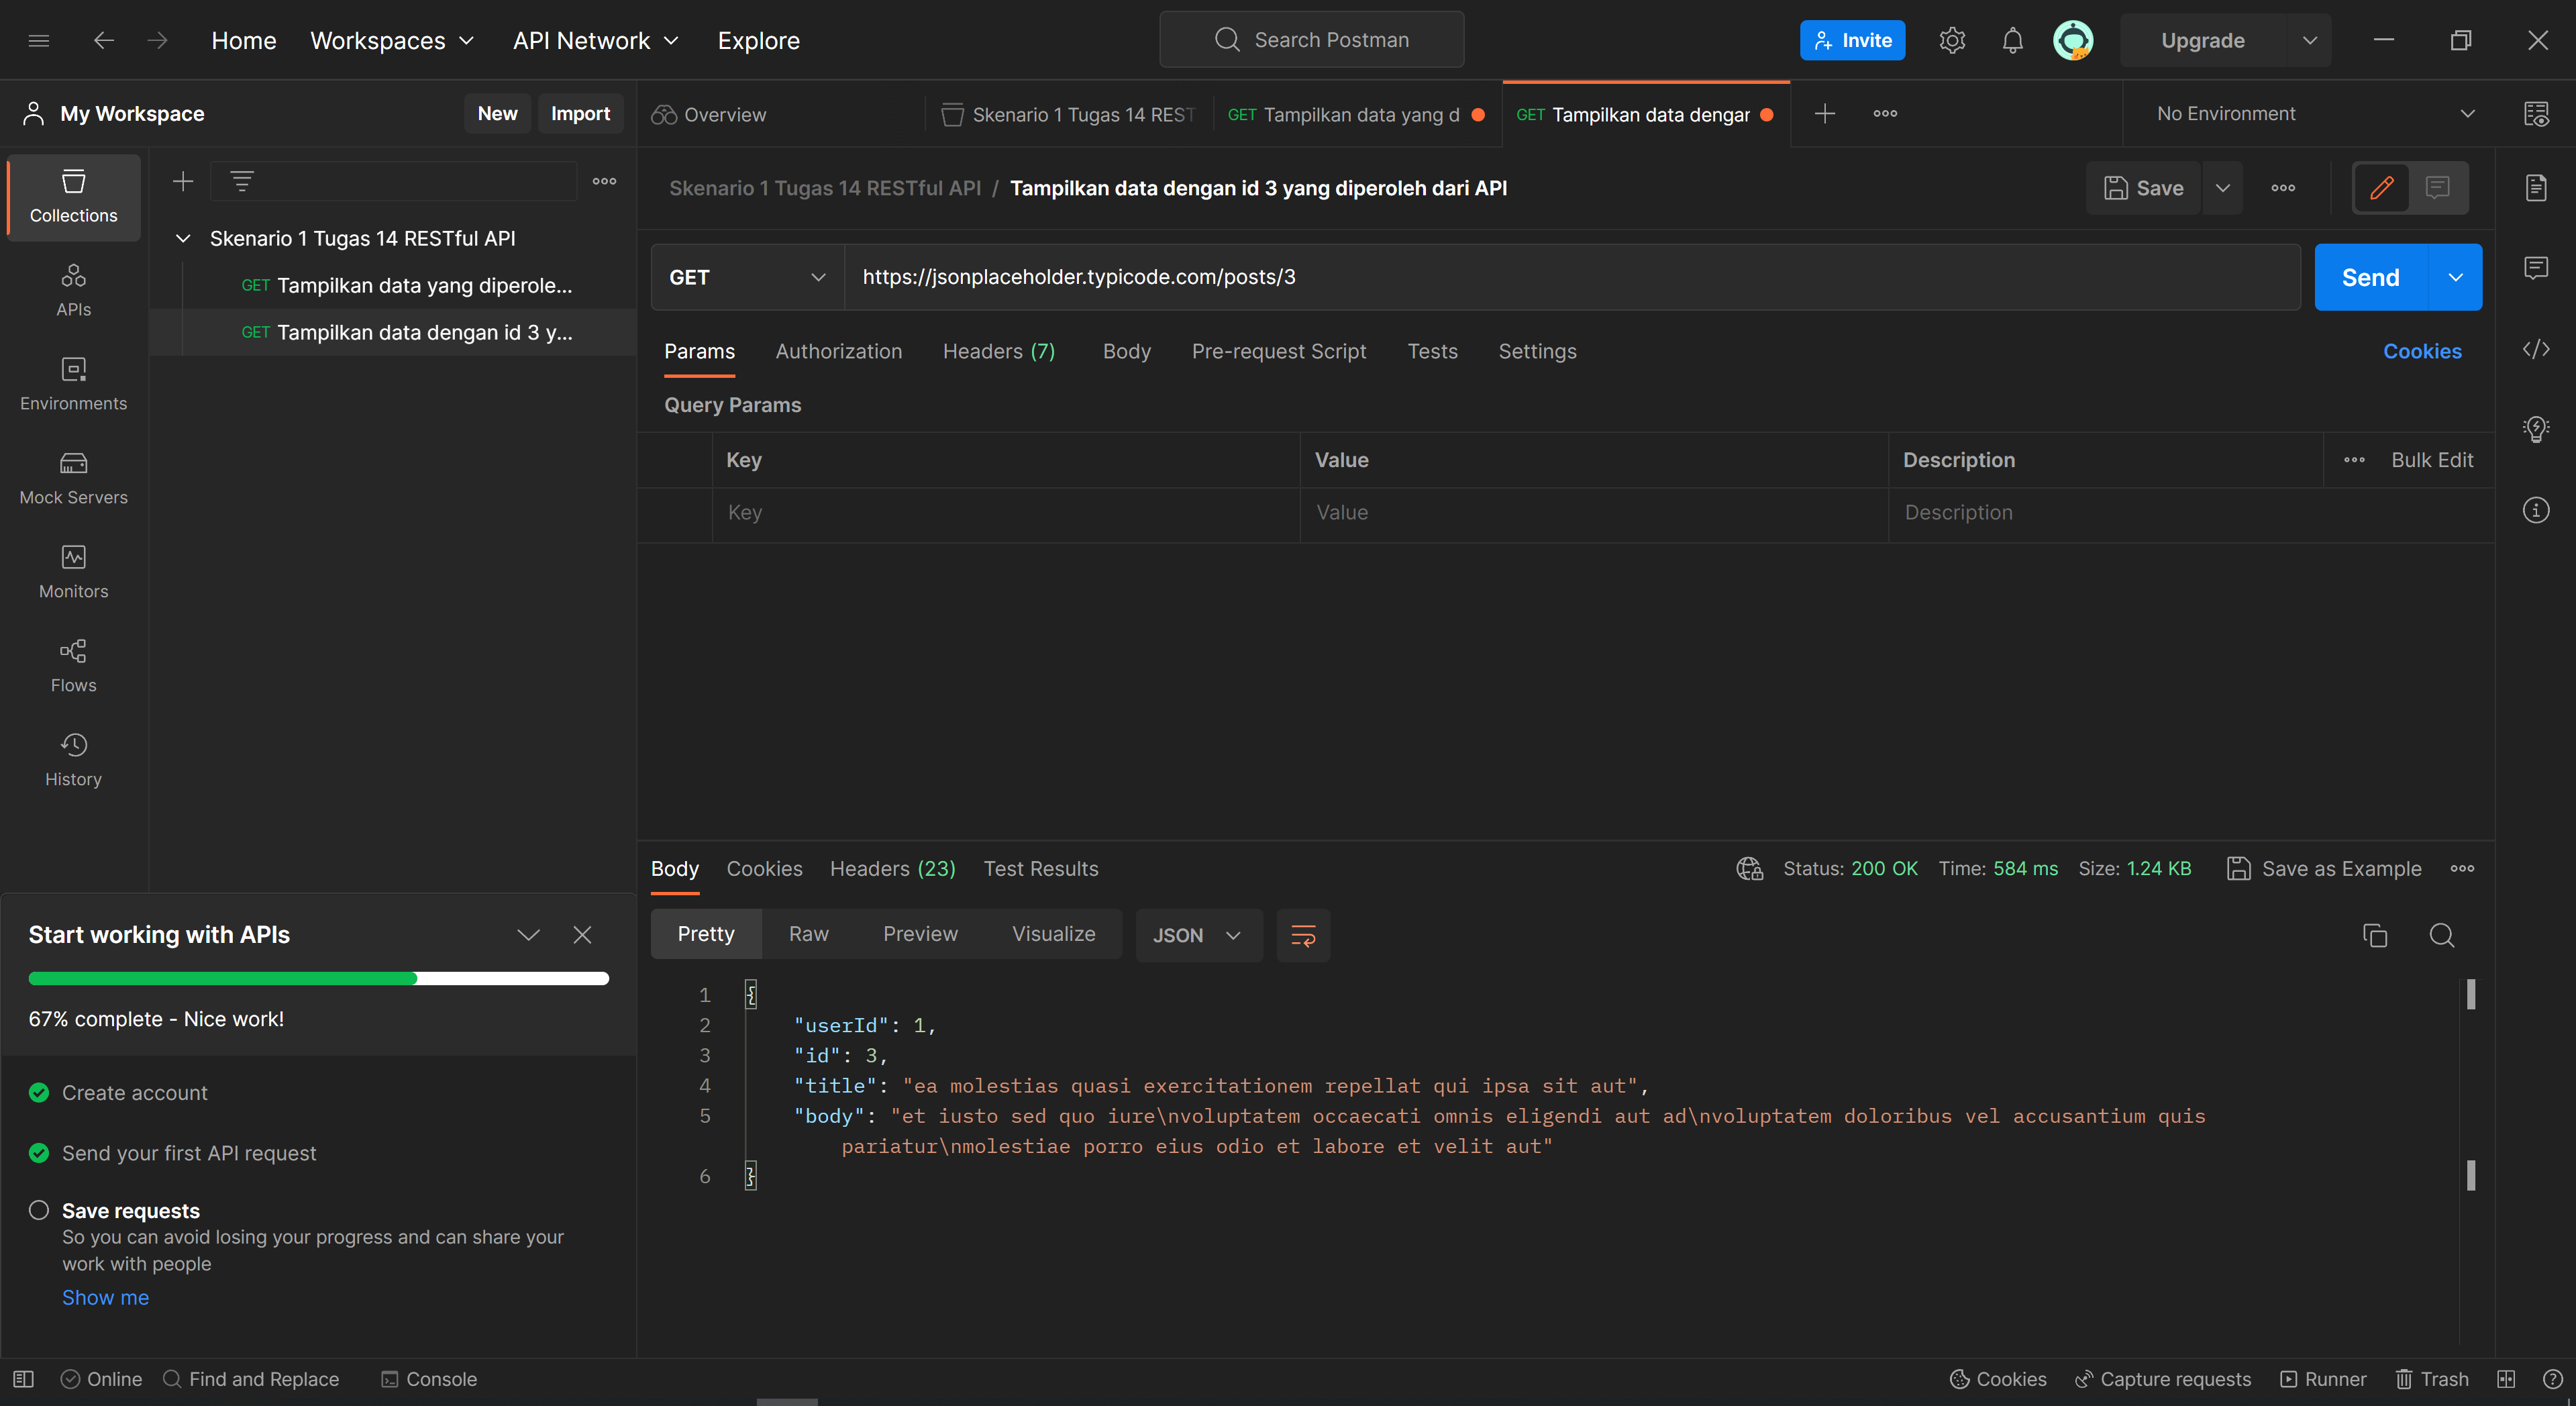 Home Workspaces API Network Explore Search Postman Invite Upgrade
My Workspace New Import
Overview Skenario 1 Tugas 14 REST GET Tampilkan data yang d GET Tampilkan data dengar No Environment
Collections
APIs
Environments
Mock Servers
Monitors
Flows
History
Skenario 1 Tugas 14 RESTful API
GET Tampilkan data yang diperole...
GET Tampilkan data dengan id 3 y...
Skenario 1 Tugas 14 RESTful API / Tampilkan data dengan id 3 yang diperoleh dari API Save
GET https://jsonplaceholder.typicode.com/posts/3 Send
Params Authorization Headers (7) Body Pre-request Script Tests Settings Cookies
Query Params
Key Value Description Bulk Edit
Key Value Description
Body Cookies Headers (23) Test Results Status: 200 OK Time: 584 ms Size: 1.24 KB Save as Example
Pretty Raw Preview Visualize JSON
1 {
2 "userId": 1,
3 "id": 3,
4 "title": "ea molestias quasi exercitationem repellat qui ipsa sit aut",
5 "body": "et iusto sed quo iure\nvoluptatem occaecati omnis eligendi aut ad\nvoluptatem doloribus vel accusantium quis
pariatur\nmolestiae porro eius odio et labore et velit aut"
6 }
Start working with APIs
67% complete - Nice work!
Create account
Send your first API request
Save requests
So you can avoid losing your progress and can share your
work with people
Show me
Online Find and Replace Console Cookies Capture requests Runner Trash